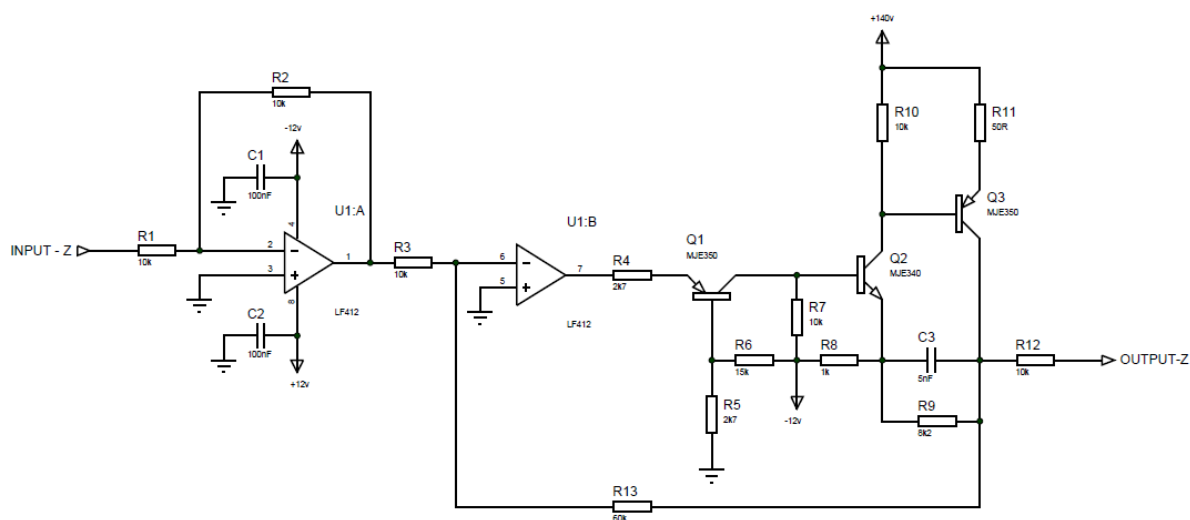 +140v
R2
10k
R10
10k
R11
50R
-12v
C1
100nF
4
U1:A
Q3
MJE350
INPUT - Z
R1
10k
2
3
1
8
LF412
R3
10k
U1:B
6
5
7
LF412
R4
2k7
Q1
MJE350
Q2
MJE340
C2
100nF
+12v
R7
10k
R6
15k
R8
1k
C3
5nF
R12
10k
OUTPUT-Z
R5
2k7
-12v
R9
8k2
R13